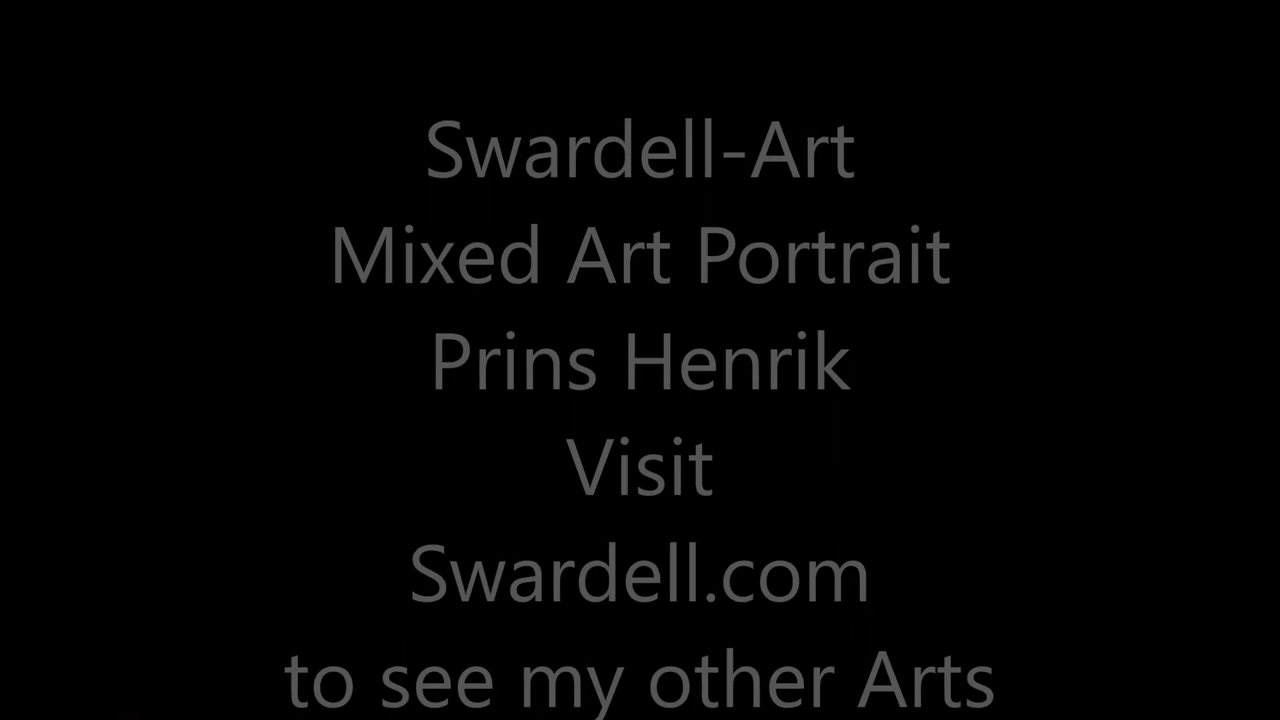 Swardell-Art
Mixed Art Portrait
Prins Henrik
Visit
Swardell.com
to see my other Arts